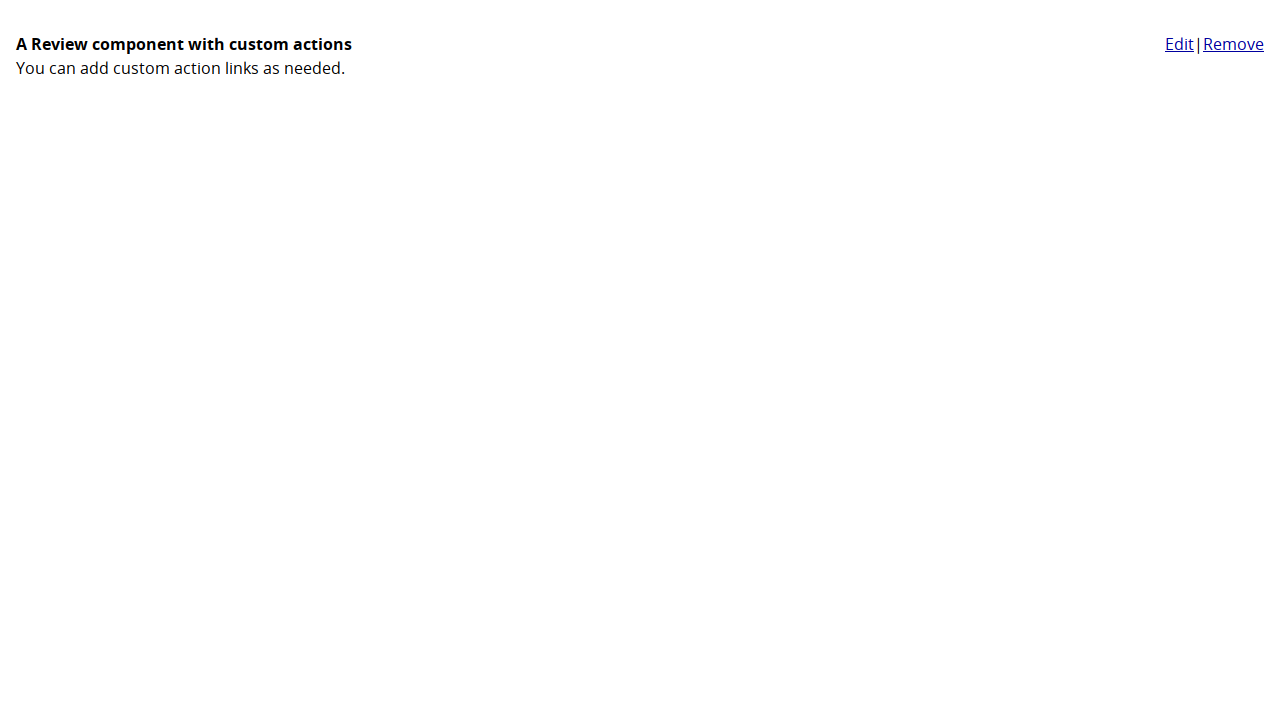 A Review component with custom actions
Edit|Remove
You can add custom action links as needed.